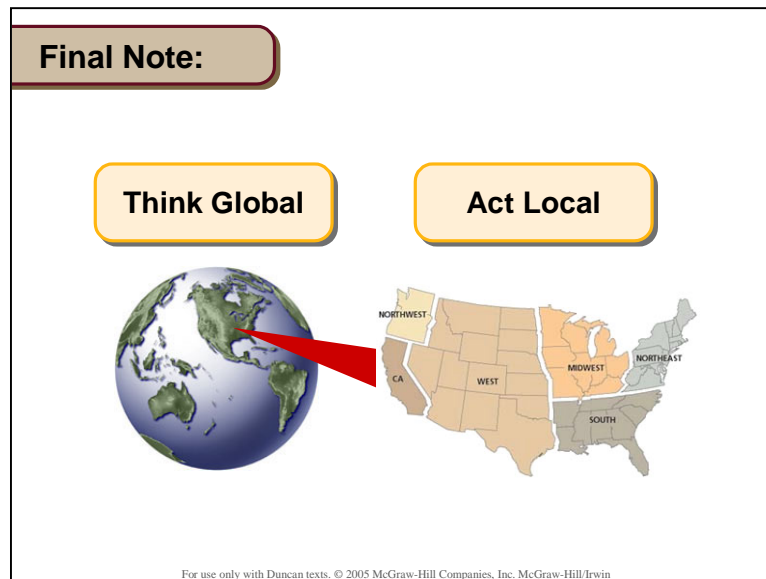 Final Note:
Think Global
Act Local
NORTHWEST
CA
WEST
MIDWEST
NORTHEAST
SOUTH
For use only with Duncan texts. © 2005 McGraw-Hill Companies, Inc. McGraw-Hill/Irwin